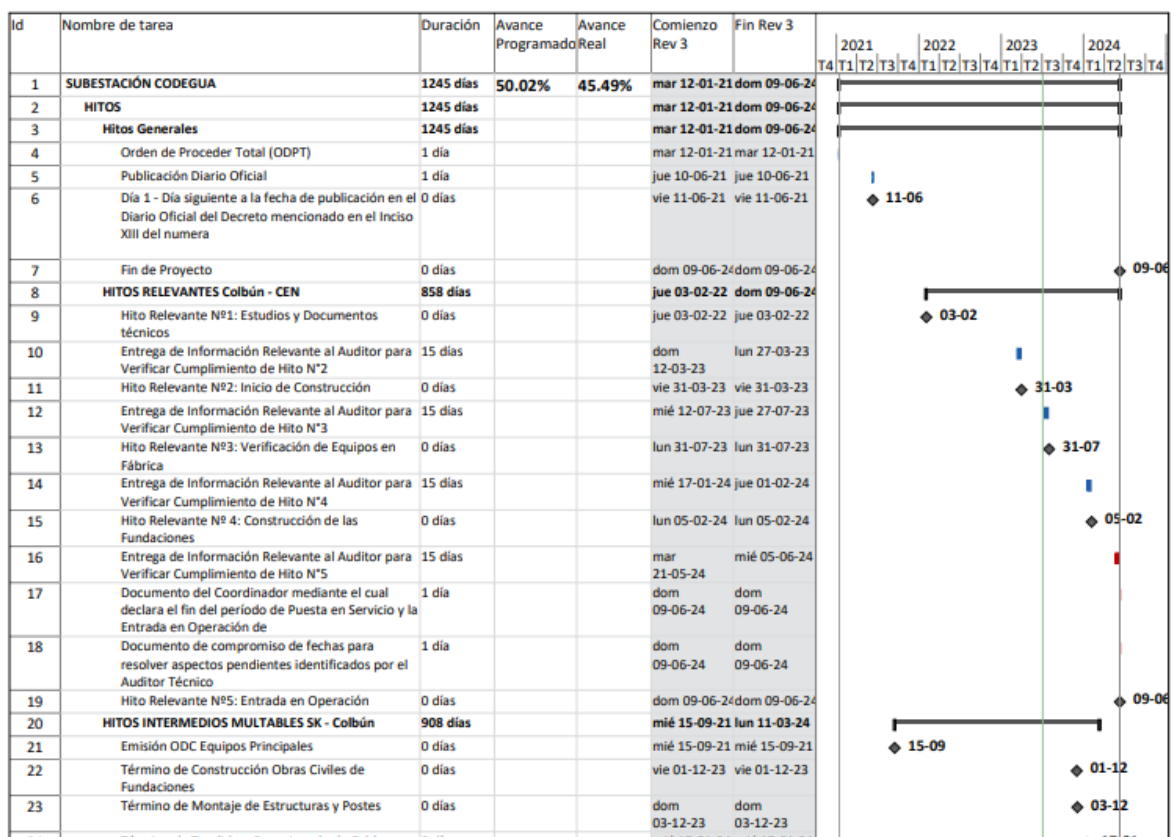 Id Nombre de tarea Duración Avance Avance Comienzo Fin Rev 3
Programado Real Rev 3
2021 2022 2023 2024
T4 T1 T2 T3 T4 T1 T2 T3 T4 T1 T2 T3 T4 T1 T2 T3 T4
1 SUBESTACIÓN CODEGUA 1245 días 50.02% 45.49% mar 12-01-21 dom 09-06-24
2 HITOS 1245 días mar 12-01-21 dom 09-06-24
3 Hitos Generales 1245 días mar 12-01-21 dom 09-06-24
4 Orden de Proceder Total (ODPT) 1 día mar 12-01-21 mar 12-01-21
5 Publicación Diario Oficial 1 día jue 10-06-21 jue 10-06-21
6 Día 1 - Día siguiente a la fecha de publicación en el 0 días vie 11-06-21 vie 11-06-21 11-06
Diario Oficial del Decreto mencionado en el Inciso
XIII del numera
7 Fin de Proyecto 0 días dom 09-06-24 dom 09-06-24 09-06
8 HITOS RELEVANTES Colbún - CEN 858 días jue 03-02-22 dom 09-06-24
9 Hito Relevante Nº1: Estudios y Documentos 0 días jue 03-02-22 jue 03-02-22 03-02
técnicos
10 Entrega de Información Relevante al Auditor para 15 días dom lun 27-03-23
Verificar Cumplimiento de Hito N°2 12-03-23
11 Hito Relevante Nº2: Inicio de Construcción 0 días vie 31-03-23 vie 31-03-23 31-03
12 Entrega de Información Relevante al Auditor para 15 días mié 12-07-23 jue 27-07-23
Verificar Cumplimiento de Hito N°3
13 Hito Relevante Nº3: Verificación de Equipos en 0 días lun 31-07-23 lun 31-07-23 31-07
Fábrica
14 Entrega de Información Relevante al Auditor para 15 días mié 17-01-24 jue 01-02-24
Verificar Cumplimiento de Hito N°4
15 Hito Relevante Nº 4: Construcción de las 0 días lun 05-02-24 lun 05-02-24 05-02
Fundaciones
16 Entrega de Información Relevante al Auditor para 15 días mar mié 05-06-24
Verificar Cumplimiento de Hito N°5 21-05-24
17 Documento del Coordinador mediante el cual 1 día dom dom
declara el fin del período de Puesta en Servicio y la 09-06-24 09-06-24
Entrada en Operación de
18 Documento de compromiso de fechas para 1 día dom dom
resolver aspectos pendientes identificados por el 09-06-24 09-06-24
Auditor Técnico
19 Hito Relevante Nº5: Entrada en Operación 0 días dom 09-06-24 dom 09-06-24 09-06
20 HITOS INTERMEDIOS MULTABLES SK - Colbún 908 días mié 15-09-21 lun 11-03-24
21 Emisión ODC Equipos Principales 0 días mié 15-09-21 mié 15-09-21 15-09
22 Término de Construcción Obras Civiles de 0 días vie 01-12-23 vie 01-12-23 01-12
Fundaciones
23 Término de Montaje de Estructuras y Postes 0 días dom dom 03-12
03-12-23 03-12-23